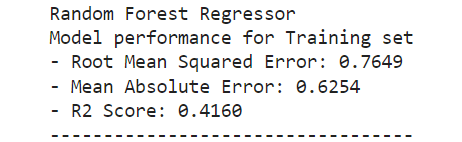 Random Forest Regressor
Model performance for Training set
- Root Mean Squared Error: 0.7649
- Mean Absolute Error: 0.6254
- R2 Score: 0.4160
----------------------------------